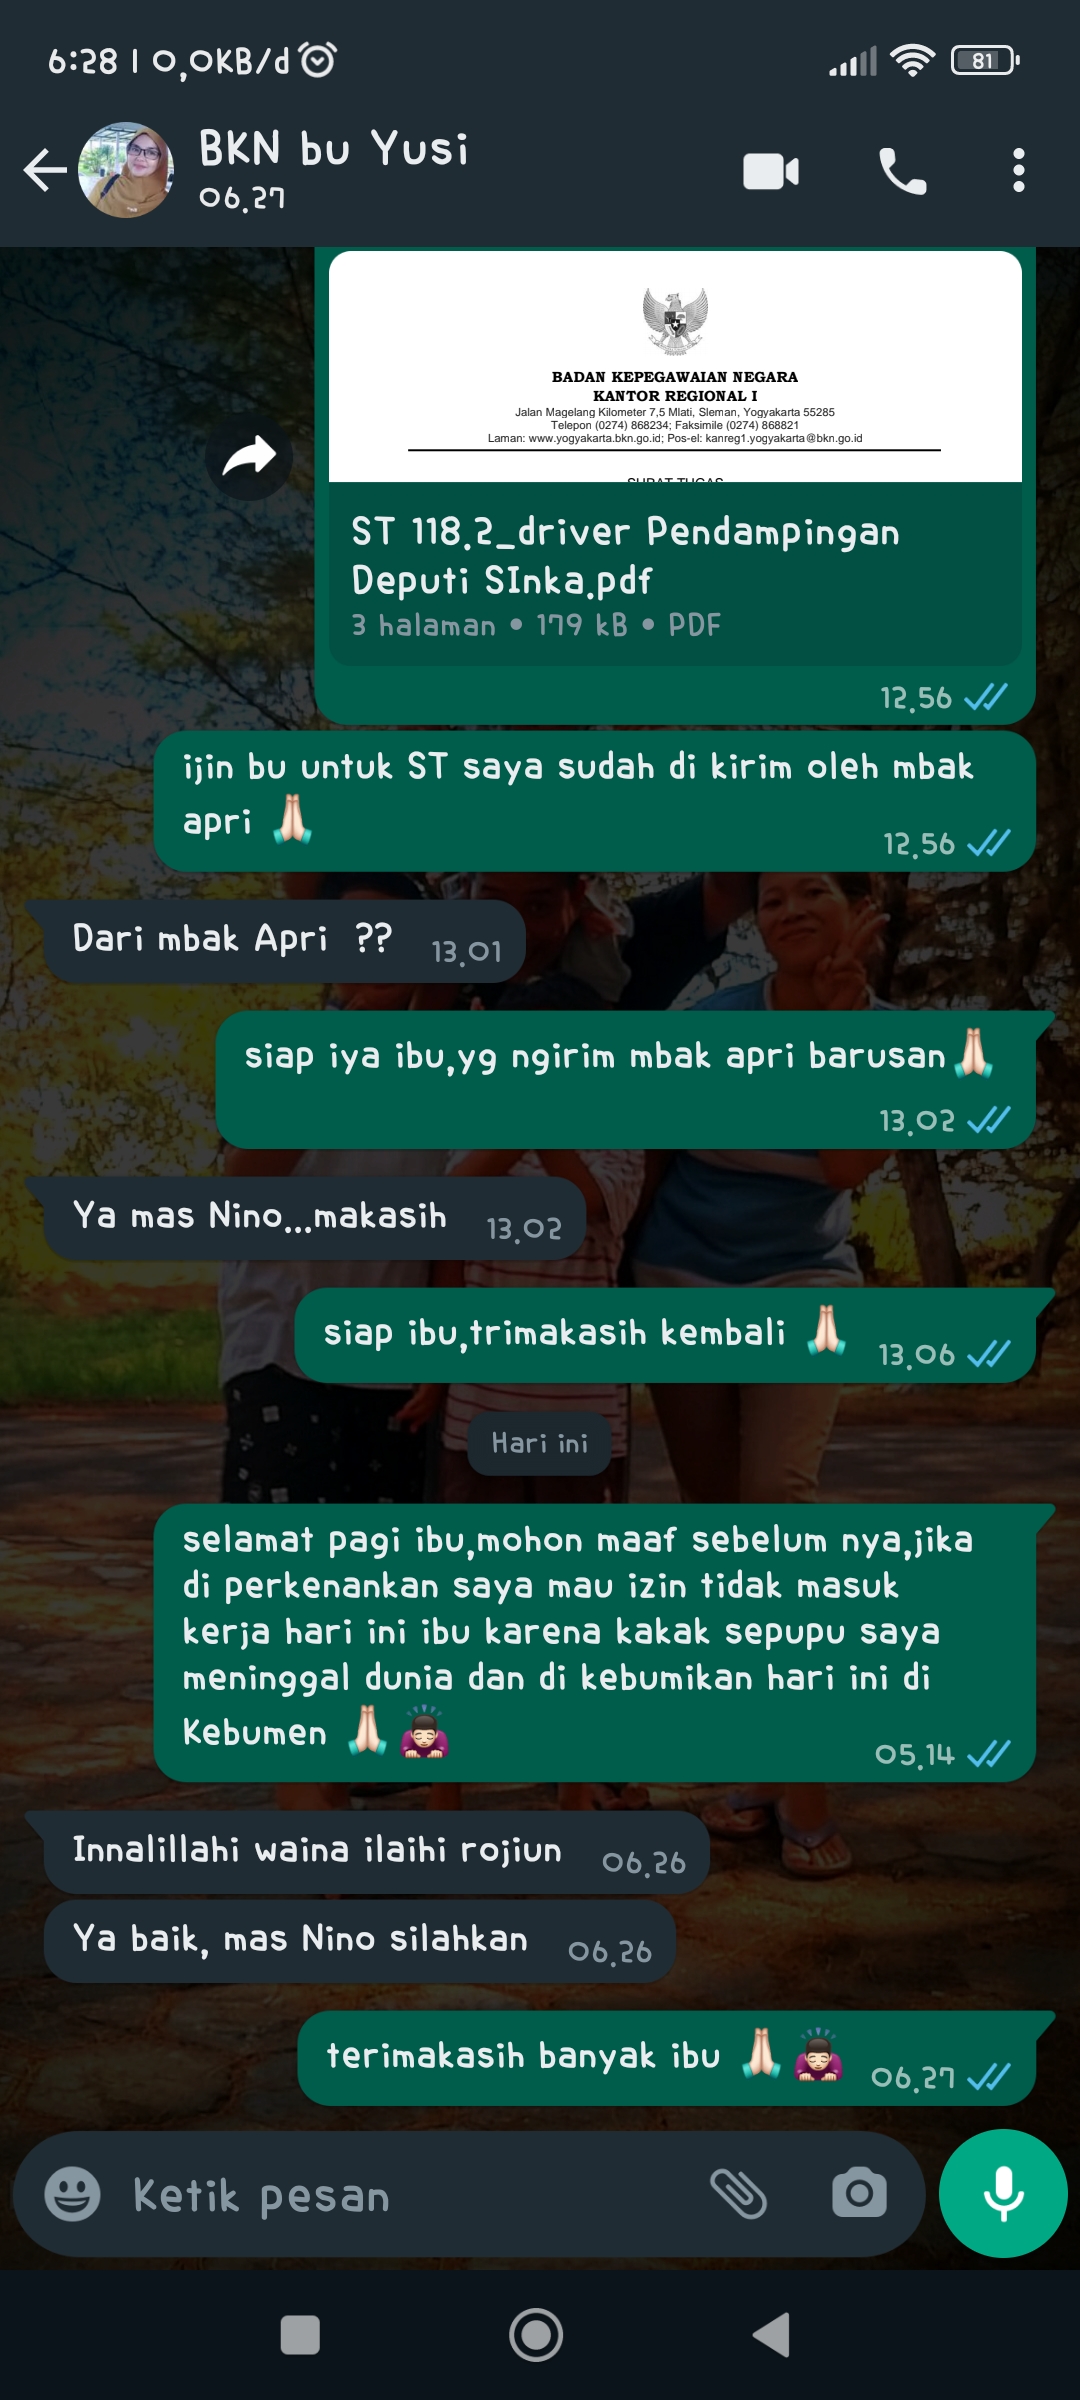 6:28 | 0,0KB/d
81
BKN bu Yusi
06.27
BADAN KEPEGAWAIAN NEGARA
KANTOR REGIONAL I
Jalan Magelang Kilometer 7,5 Mlati, Sleman, Yogyakarta 55285
Telepon (0274) 868234; Faksimile (0274) 868821
Laman: www.yogyakarta.bkn.go.id; Pos-el: kanreg1.yogyakarta@bkn.go.id
SURAT TUGAS
ST 118.2_driver Pendampingan
Deputi SInka.pdf
3 halaman • 179 kB • PDF
12.56
ijin bu untuk ST saya sudah di kirim oleh mbak
apri 🙏🏻
12.56
Dari mbak Apri ?? 13.01
siap iya ibu,yg ngirim mbak apri barusan🙏🏻
13.02
Ya mas Nino...makasih 13.02
siap ibu,trimakasih kembali 🙏🏻 13.06
Hari ini
selamat pagi ibu,mohon maaf sebelum nya,jika
di perkenankan saya mau izin tidak masuk
kerja hari ini ibu karena kakak sepupu saya
meninggal dunia dan di kebumikan hari ini di
Kebumen 🙏🏻🙇🏻
05.14
Innalillahi waina ilaihi rojiun 06.26
Ya baik, mas Nino silahkan 06.26
terimakasih banyak ibu 🙏🏻🙇🏻 06.27
Ketik pesan